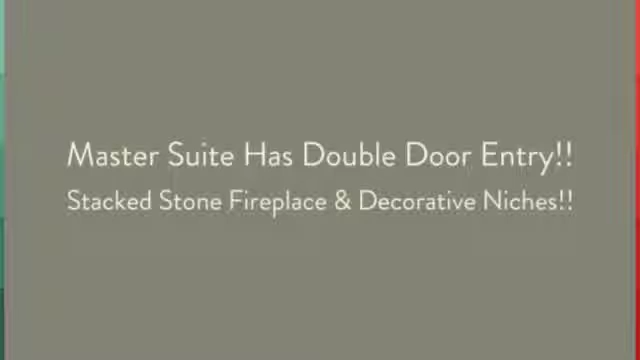 Master Suite Has Double Door Entry!!
Stacked Stone Fireplace & Decorative Niches!!